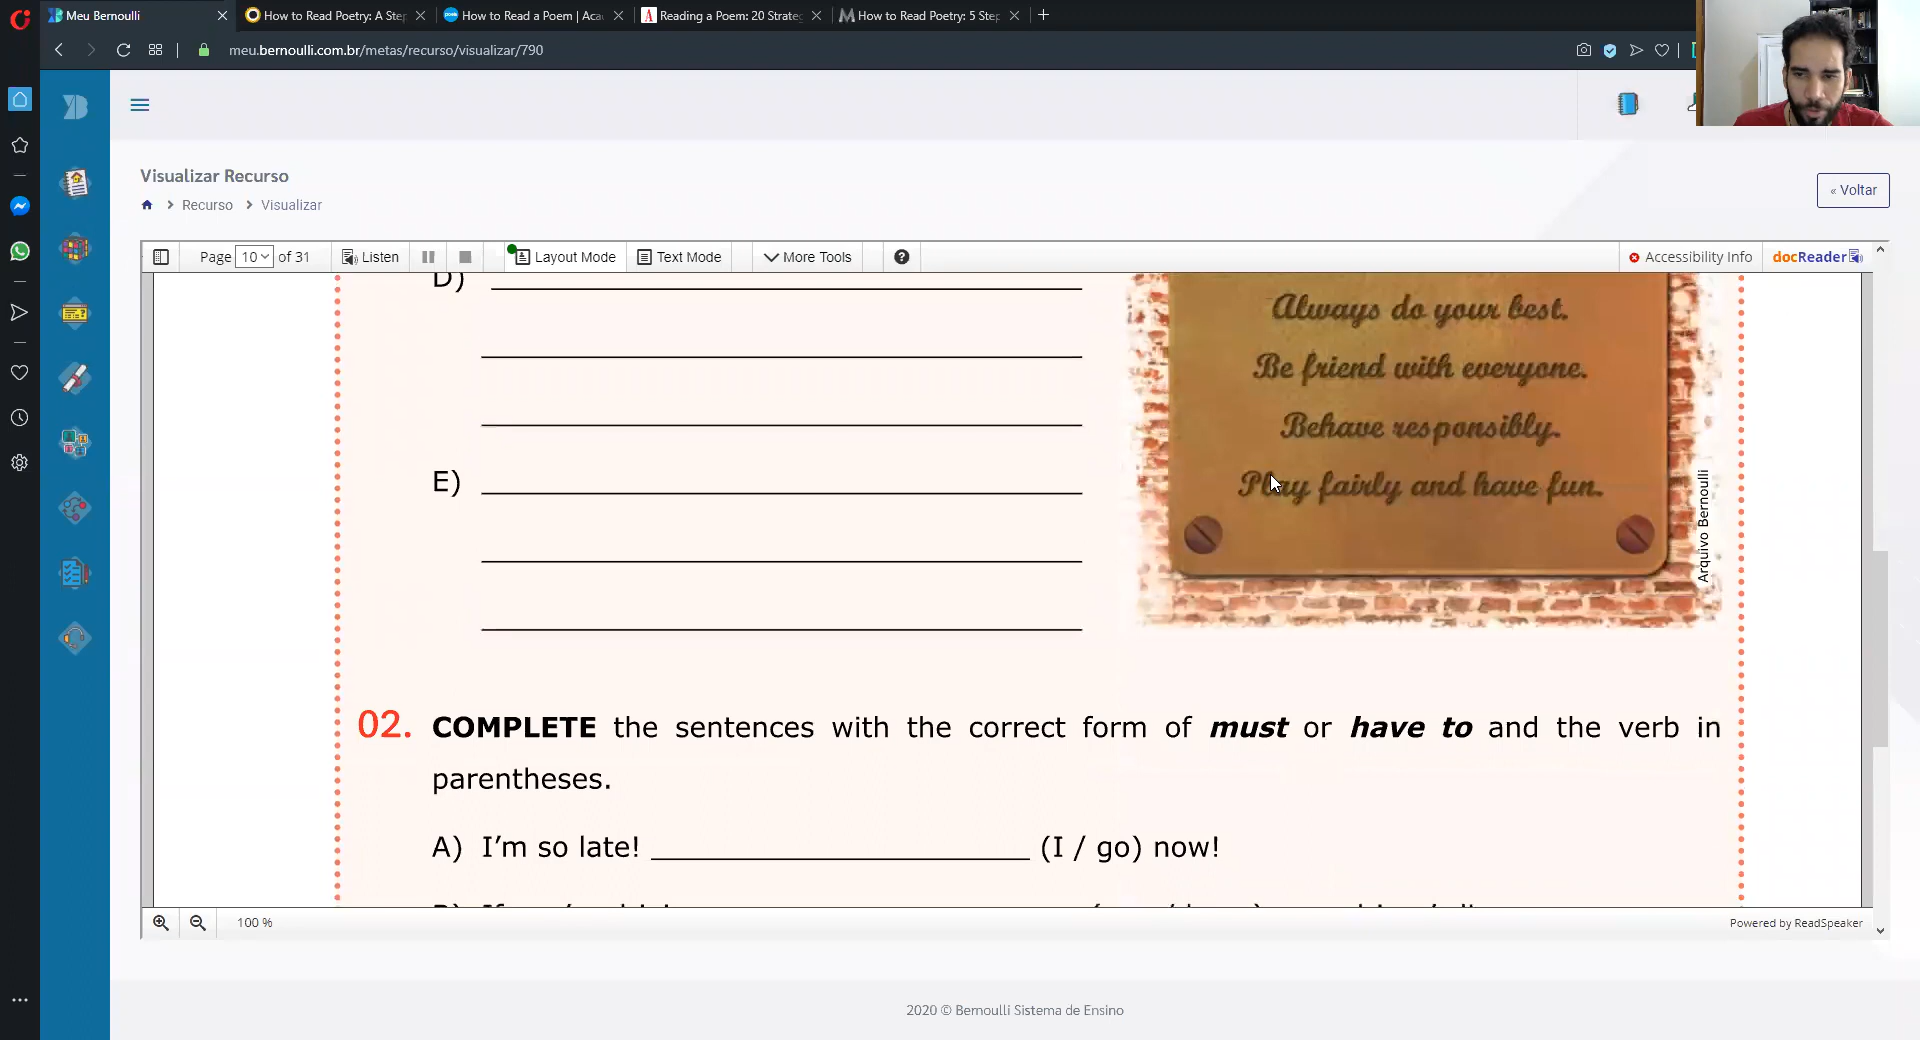 Meu Bernoulli
How to Read Poetry: A Step
How to Read a Poem | Aca
Reading a Poem: 20 Strate
How to Read Poetry: 5 Step
meu.bernoulli.com.br/metas/recurso/visualizar/790
Visualizar Recurso
Recurso > Visualizar
« Voltar
Page 10 of 31
Listen
Layout Mode
Text Mode
More Tools
Accessibility Info
docReader
D)
E)
Always do your best.
Be friend with everyone.
Behave responsibly.
Play fairly and have fun.
Arquivo Bernoulli
02. COMPLETE the sentences with the correct form of must or have to and the verb in
parentheses.
A) I'm so late! (I / go) now!
100 %
Powered by ReadSpeaker
2020 © Bernoulli Sistema de Ensino